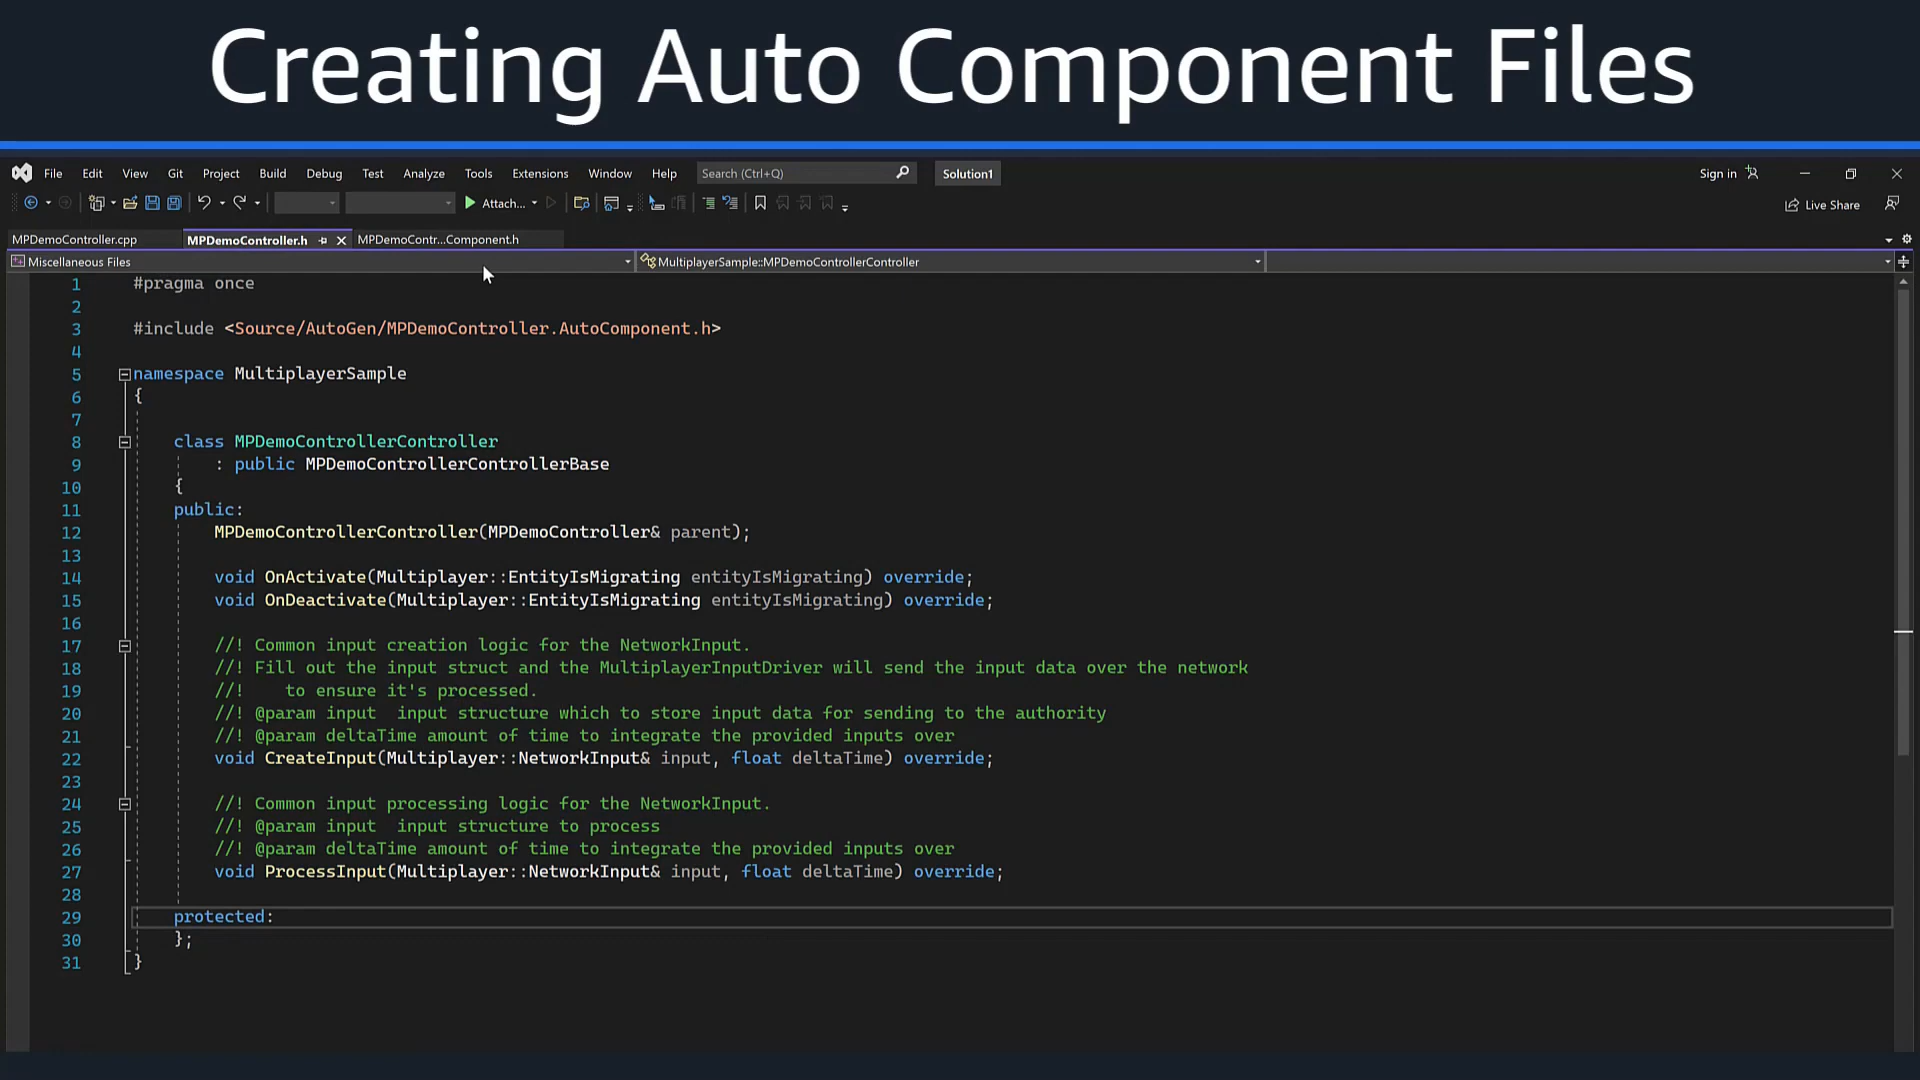 Creating Auto Component Files
File Edit View Git Project Build Debug Test Analyze Tools Extensions Window Help Search (Ctrl+Q) Solution1 Sign in
Attach... Live Share
MPDemoController.cpp MPDemoController.h MPDemoContr...Component.h
Miscellaneous Files MultiplayerSample::MPDemoControllerController
1 #pragma once
2
3 #include <Source/AutoGen/MPDemoController.AutoComponent.h>
4
5 namespace MultiplayerSample
6 {
7
8 class MPDemoControllerController
9 : public MPDemoControllerControllerBase
10 {
11 public:
12 MPDemoControllerController(MPDemoController& parent);
13
14 void OnActivate(Multiplayer::EntityIsMigrating entityIsMigrating) override;
15 void OnDeactivate(Multiplayer::EntityIsMigrating entityIsMigrating) override;
16
17 //! Common input creation logic for the NetworkInput.
18 //! Fill out the input struct and the MultiplayerInputDriver will send the input data over the network
19 //! to ensure it's processed.
20 //! @param input input structure which to store input data for sending to the authority
21 //! @param deltaTime amount of time to integrate the provided inputs over
22 void CreateInput(Multiplayer::NetworkInput& input, float deltaTime) override;
23
24 //! Common input processing logic for the NetworkInput.
25 //! @param input input structure to process
26 //! @param deltaTime amount of time to integrate the provided inputs over
27 void ProcessInput(Multiplayer::NetworkInput& input, float deltaTime) override;
28
29 protected:
30 };
31 }